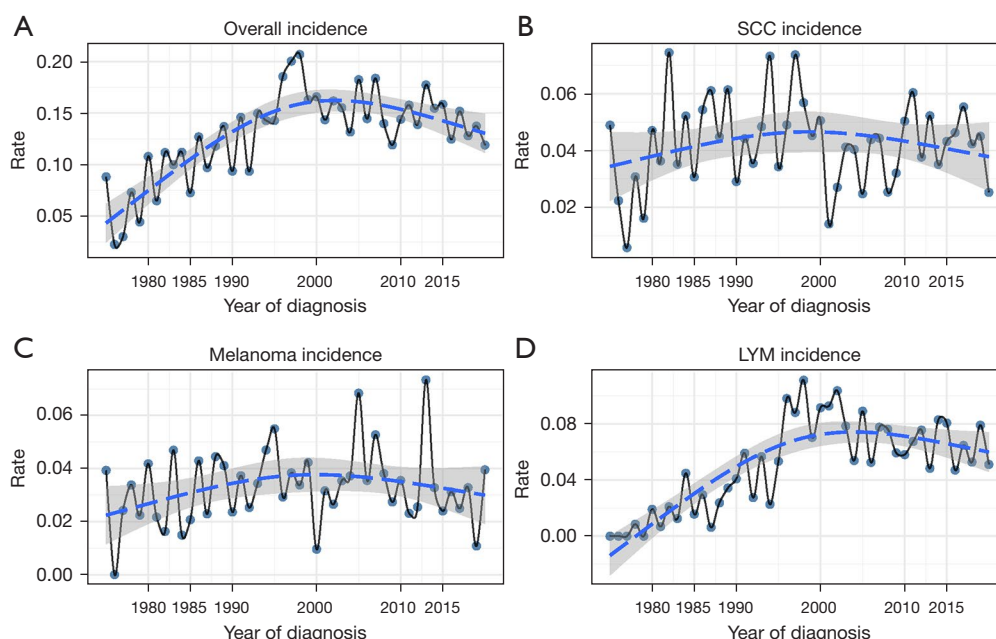 A
Overall incidence
0.20
0.15
0.10
0.05
Rate
1980 1985 1990 2000 2010 2015
Year of diagnosis
B
SCC incidence
0.06
0.04
0.02
Rate
1980 1985 1990 2000 2010 2015
Year of diagnosis
C
Melanoma incidence
0.06
0.04
0.02
0.00
Rate
1980 1985 1990 2000 2010 2015
Year of diagnosis
D
LYM incidence
0.08
0.04
0.00
Rate
1980 1985 1990 2000 2010 2015
Year of diagnosis